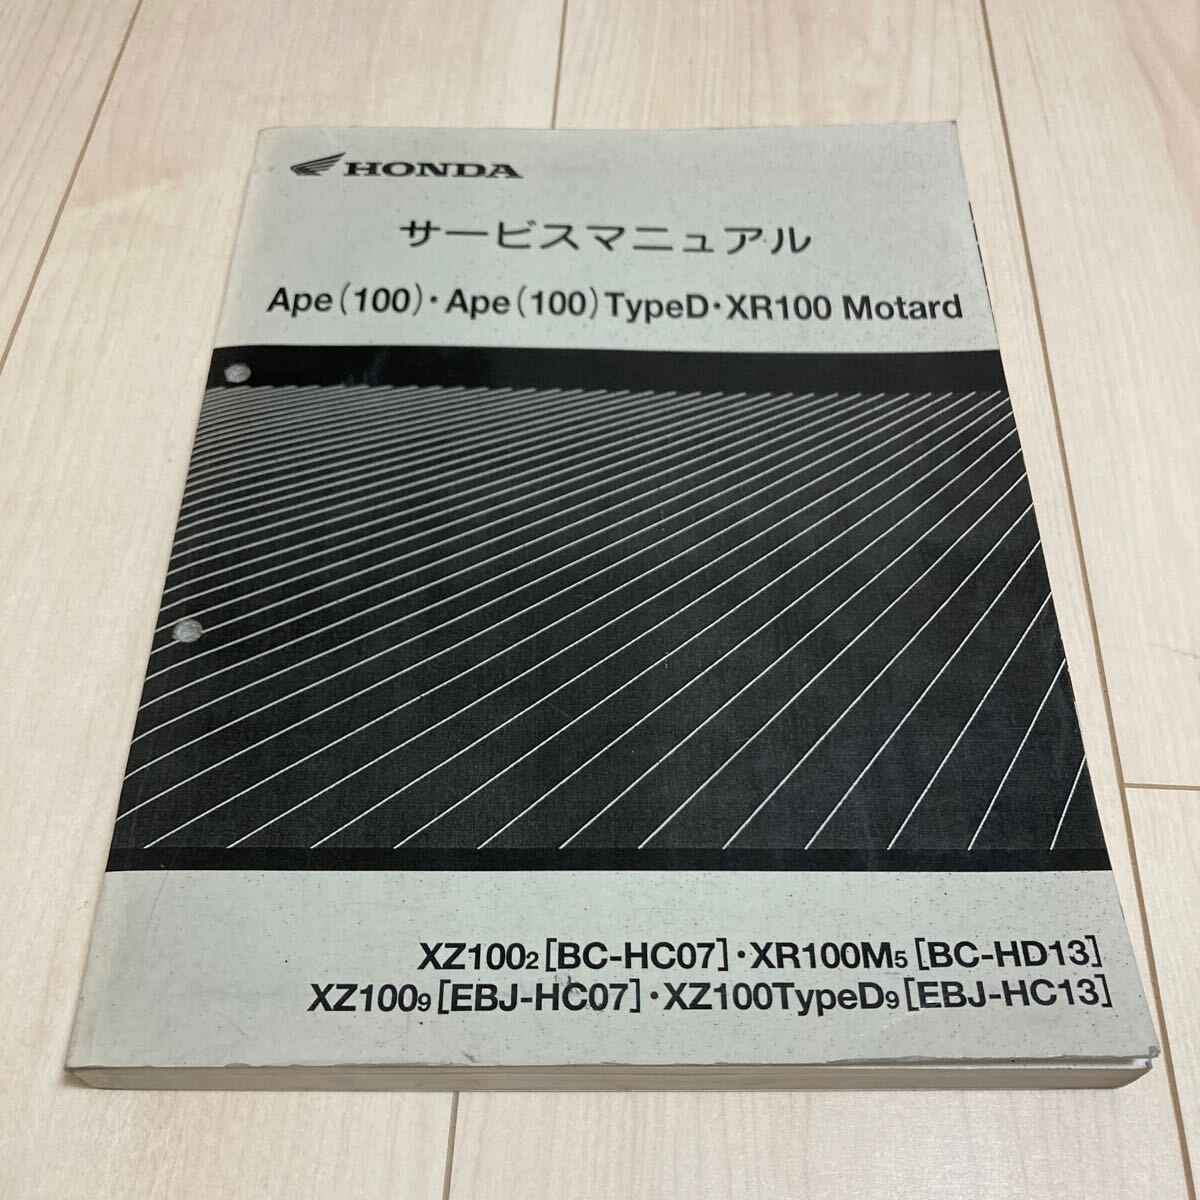 HONDA
サービスマニュアル
Ape(100)・Ape(100)TypeD・XR100 Motard
XZ1002[BC-HC07]・XR100M5[BC-HD13]
XZ1009[EBJ-HC07]・XZ100TypeD9[EBJ-HC13]